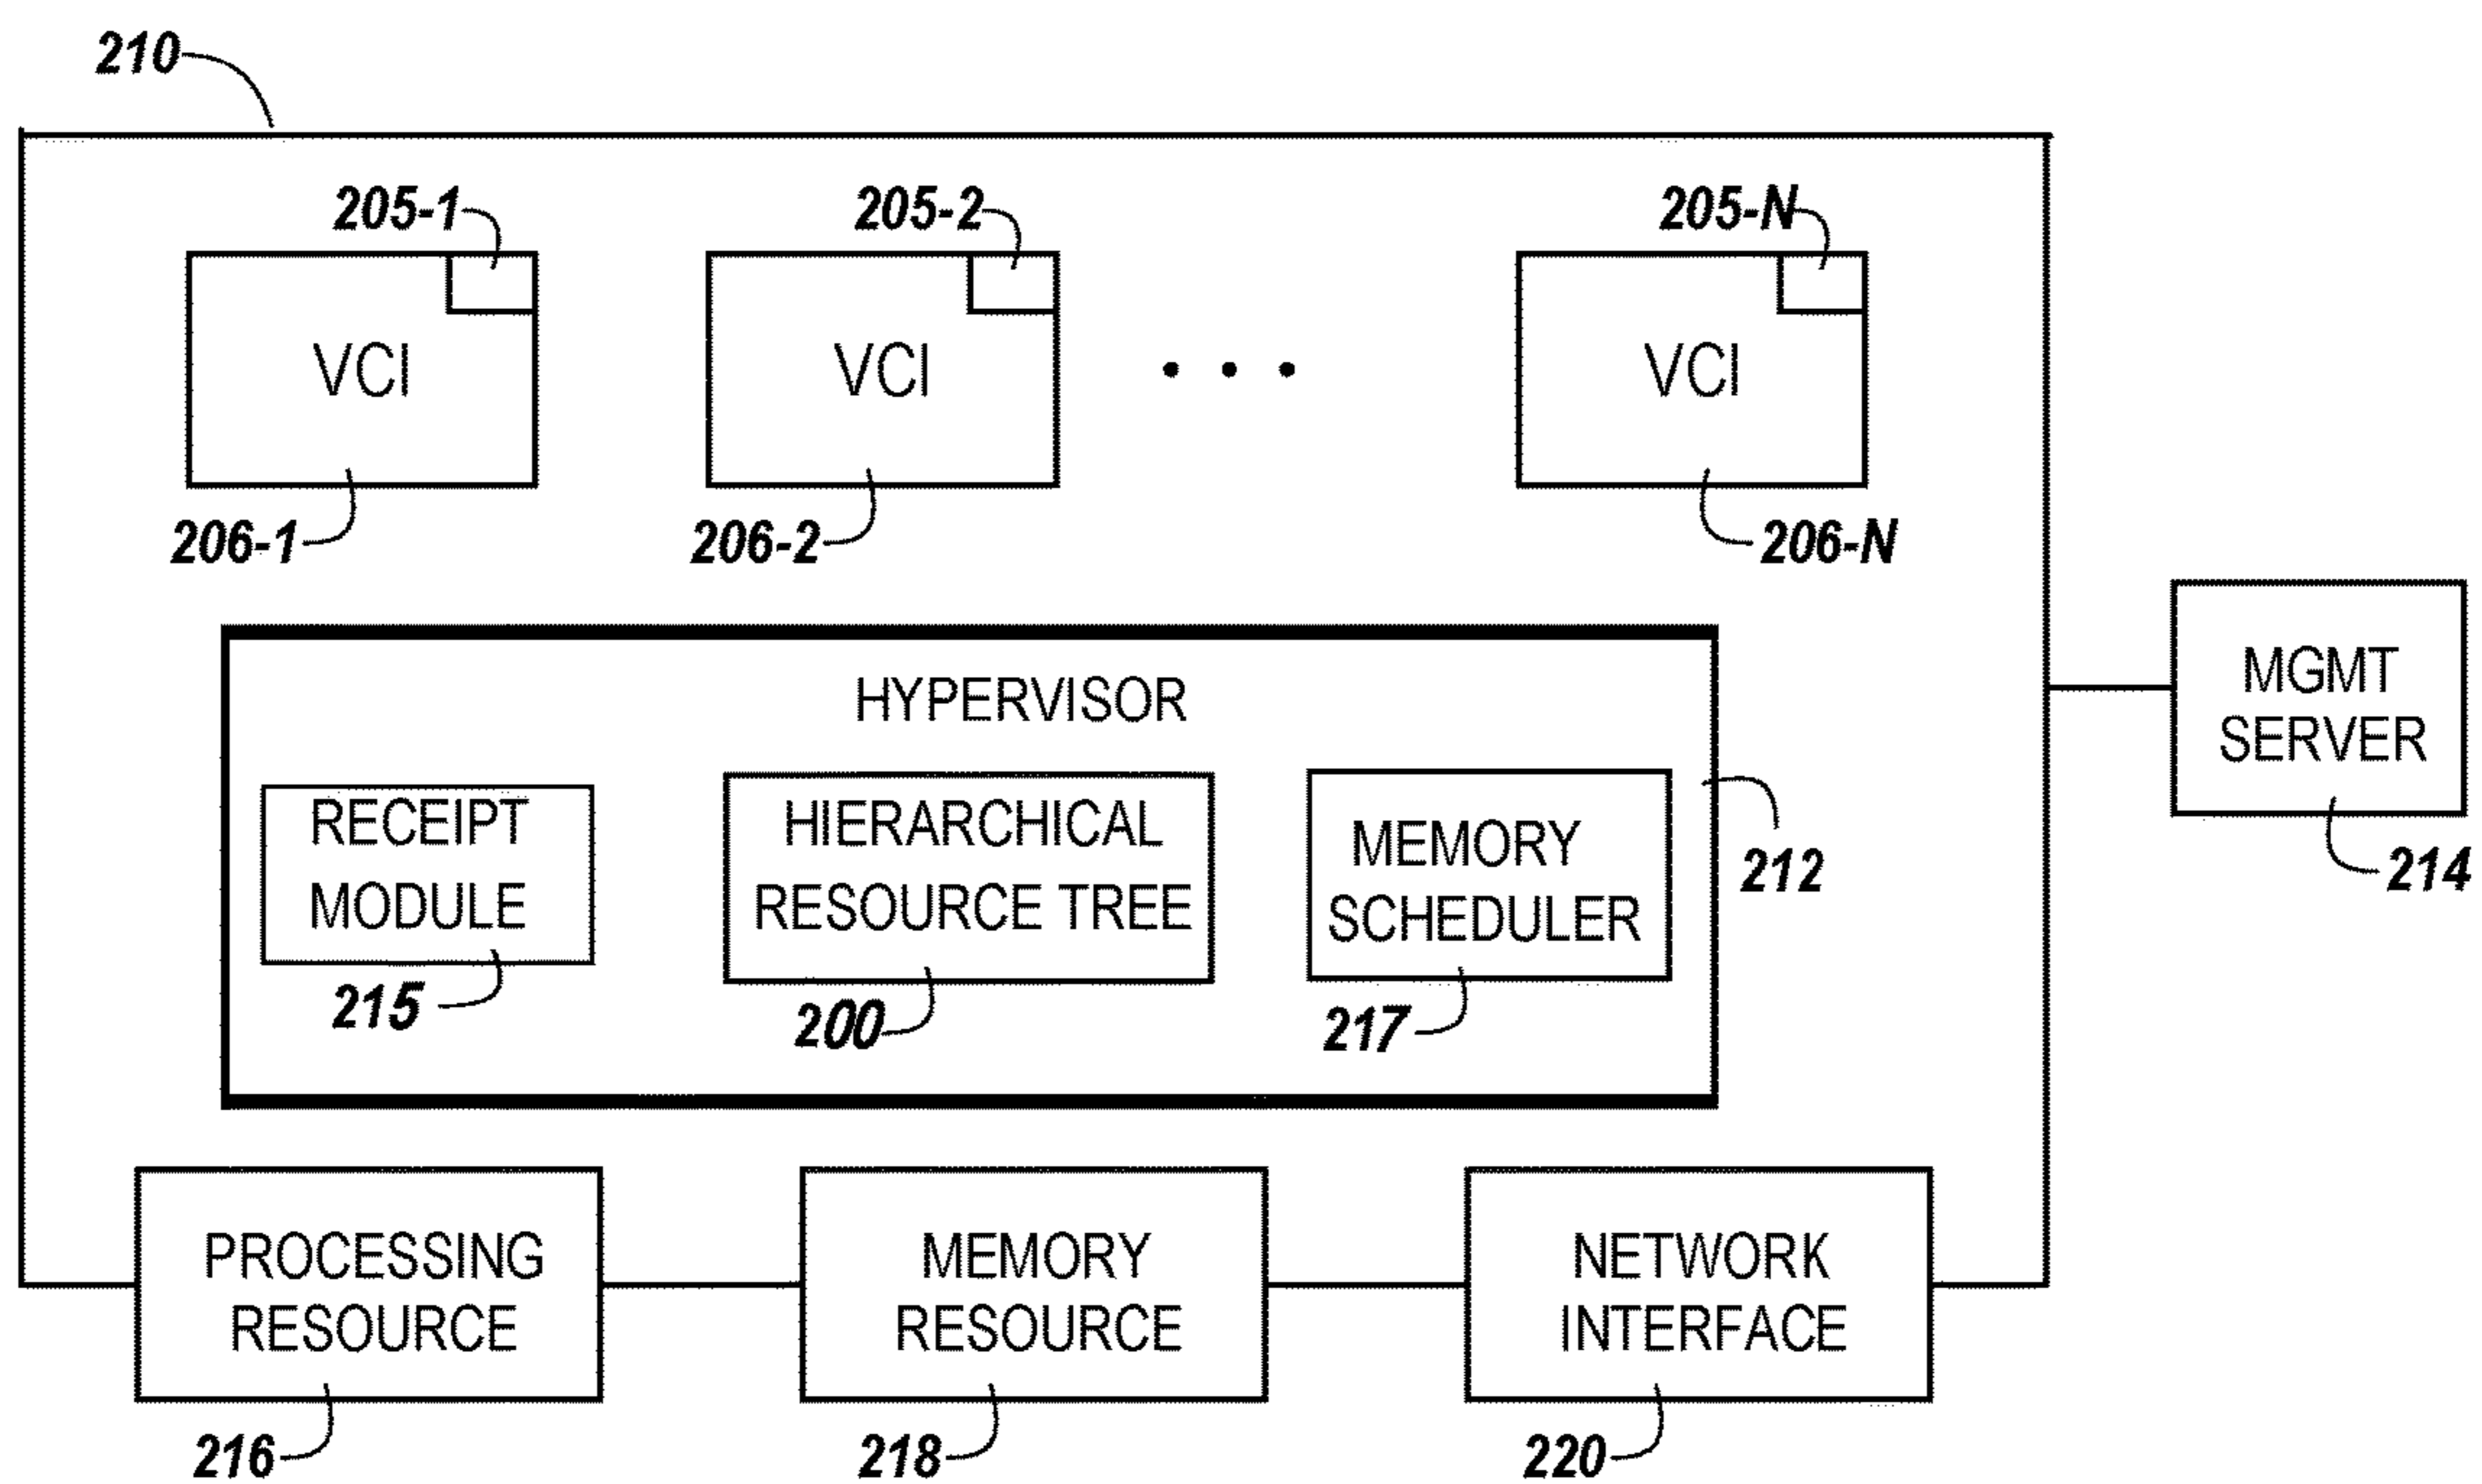 210
205-1
205-2
205-N
VCI
VCI
• • •
VCI
206-1
206-2
206-N
HYPERVISOR
MGMT
SERVER
214
RECEIPT
MODULE
215
HIERARCHICAL
RESOURCE TREE
200
MEMORY
SCHEDULER
217
212
PROCESSING
RESOURCE
216
MEMORY
RESOURCE
218
NETWORK
INTERFACE
220